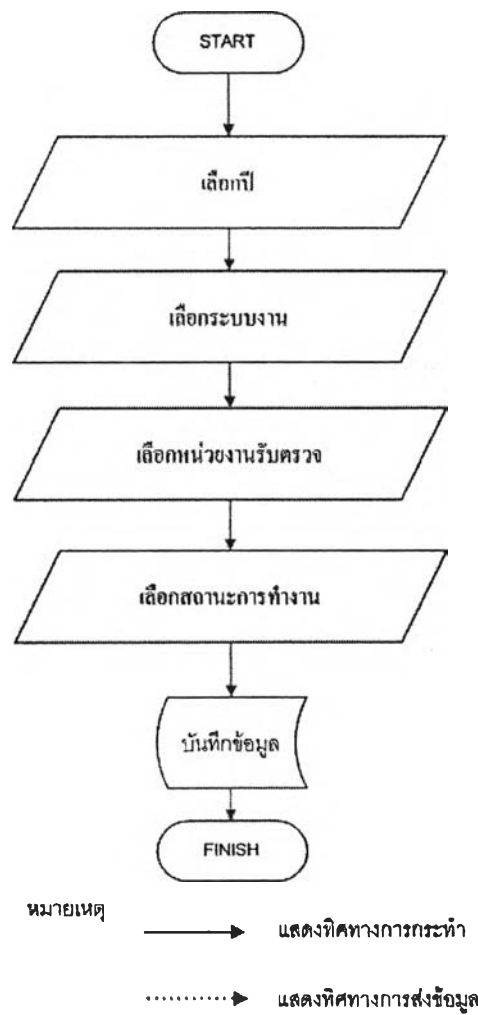 START
เลือกปี
เลือกระบบงาน
เลือกหน่วยงานรับตรวจ
เลือกสถานะการทำงาน
บันทึกข้อมูล
FINISH
หมายเหตุ
แสดงทิศทางการกระทำ
แสดงทิศทางการส่งข้อมูล